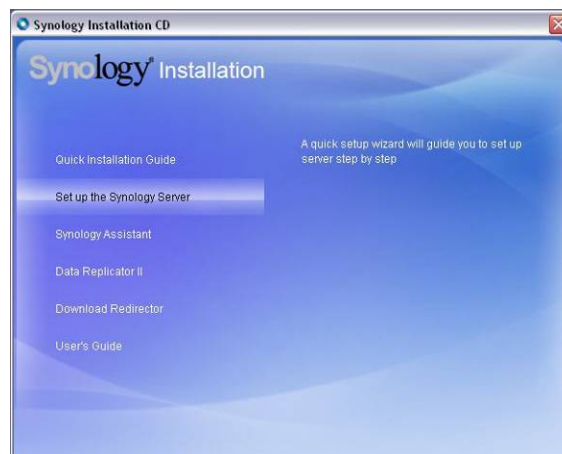 Synology Installation CD
Synology Installation
Quick Installation Guide
A quick setup wizard will guide you to set up
server step by step
Set up the Synology Server
Synology Assistant
Data Replicator II
Download Redirector
User's Guide